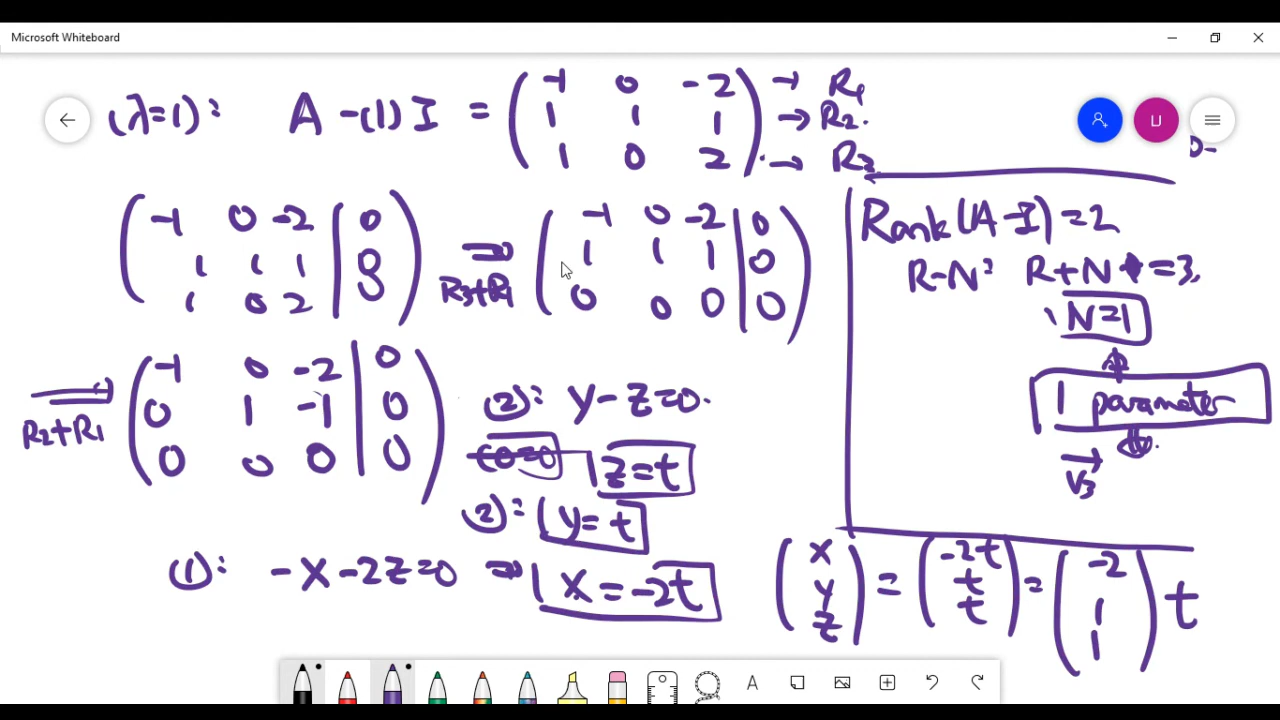 Microsoft Whiteboard
(λ=1): A -(1) I = ( -1 0 -2 ) → R1
( 1 1 1 ) → R2.
( 1 0 2 ) → R3
IJ
( -1 0 -2 | 0 )
( 1 1 1 | 0 )
( 1 0 2 | 0 )
⇒ R3+R1
( -1 0 -2 | 0 )
( 1 1 1 | 0 )
( 0 0 0 | 0 )
⇒ R2+R1
( -1 0 -2 | 0 )
( 0 1 -1 | 0 )
( 0 0 0 | 0 )
(2): y - z = 0.
(0=0) z = t
(2): y = t
(1): -x - 2z = 0 ⇒ x = -2t
Rank(A-I) = 2
R-N: R+N = 3,
N=1
1 parameter
V3
( x y z ) = ( -2t t t ) = ( -2 1 1 ) t
A